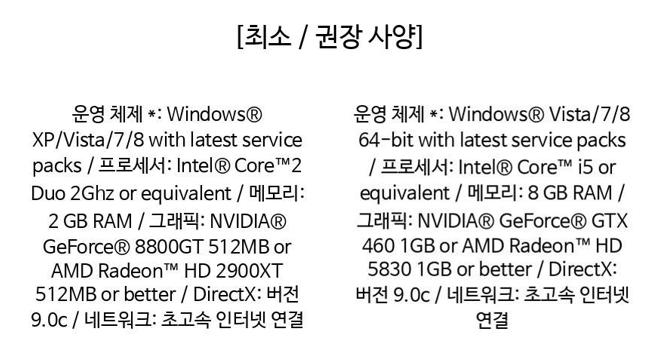 [최소 / 권장 사양]
운영 체제 *: Windows®
XP/Vista/7/8 with latest service
packs / 프로세서: Intel® Core™2
Duo 2Ghz or equivalent / 메모리:
2 GB RAM / 그래픽: NVIDIA®
GeForce® 8800GT 512MB or
AMD Radeon™ HD 2900XT
512MB or better / DirectX: 버전
9.0c / 네트워크: 초고속 인터넷 연결
운영 체제 *: Windows® Vista/7/8
64-bit with latest service packs
/ 프로세서: Intel® Core™ i5 or
equivalent / 메모리: 8 GB RAM /
그래픽: NVIDIA® GeForce® GTX
460 1GB or AMD Radeon™ HD
5830 1GB or better / DirectX:
버전 9.0c / 네트워크: 초고속 인터넷
연결